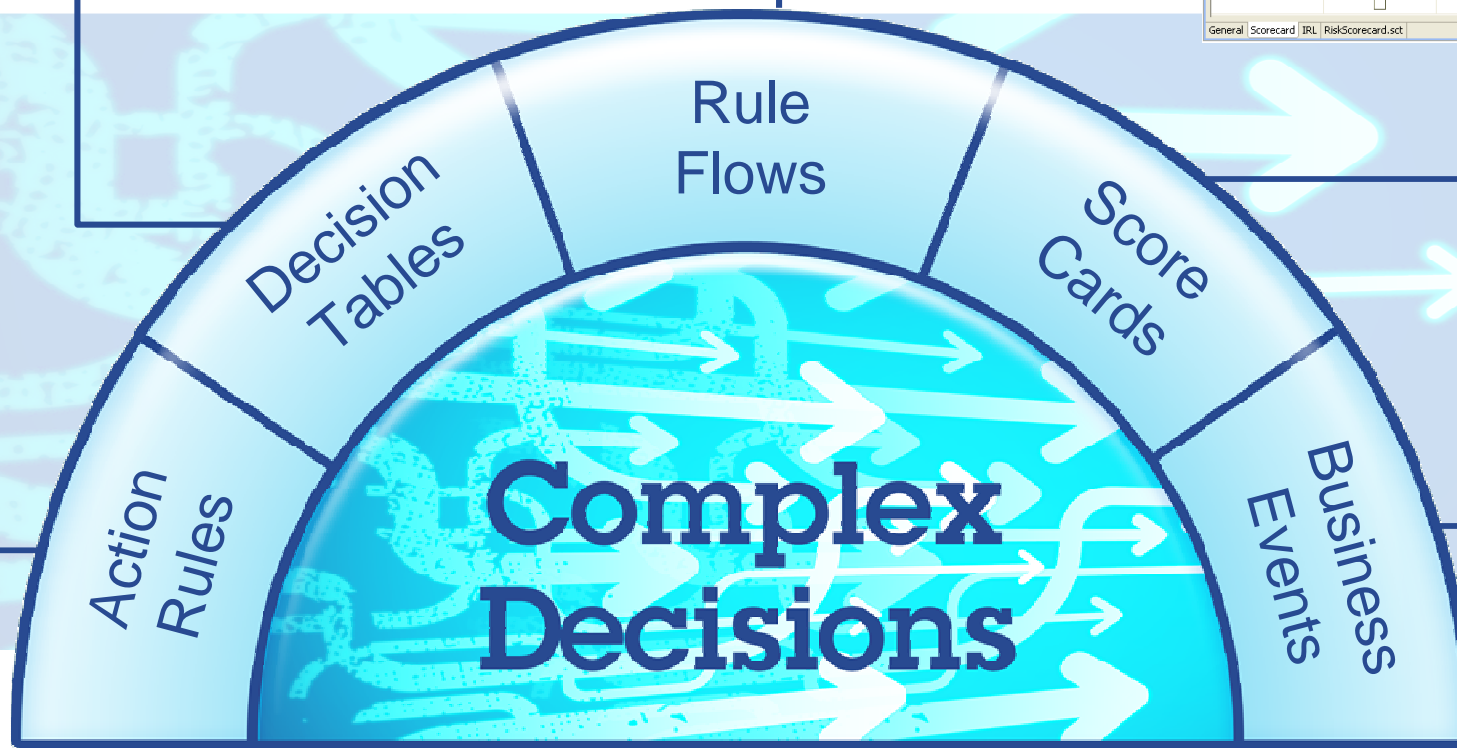 General Scorecard IRL RiskScorecard.sct
Rule
Flows
Decision
Tables
Score
Cards
Action
Rules
Business
Events
Complex
Decisions